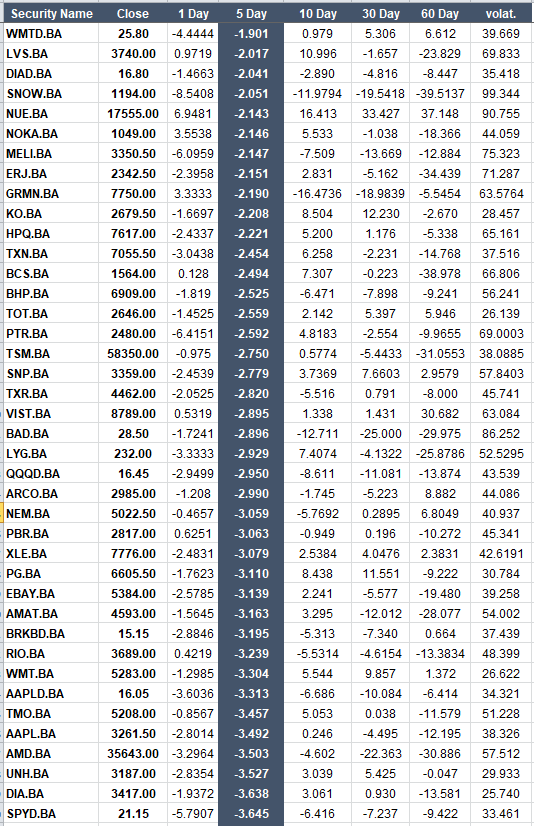 Security Name Close 1 Day 5 Day 10 Day 30 Day 60 Day volat.
WMTD.BA 25.80 -4.4444 -1.901 0.979 5.306 6.612 39.669
LVS.BA 3740.00 0.9719 -2.017 10.996 -1.657 -23.829 69.833
DIAD.BA 16.80 -1.4663 -2.041 -2.890 -4.816 -8.447 35.418
SNOW.BA 1194.00 -8.5408 -2.051 -11.9794 -19.5418 -39.5137 99.344
NUE.BA 17555.00 6.9481 -2.143 16.413 33.427 37.148 90.755
NOKA.BA 1049.00 3.5538 -2.146 5.533 -1.038 -18.366 44.059
MELI.BA 3350.50 -6.0959 -2.147 -7.509 -13.669 -12.884 75.323
ERJ.BA 2342.50 -2.3958 -2.151 2.831 -5.162 -34.439 71.287
GRMN.BA 7750.00 3.3333 -2.190 -16.4736 -18.9839 -5.5454 63.5764
KO.BA 2679.50 -1.6697 -2.208 8.504 12.230 -2.670 28.457
HPQ.BA 7617.00 -2.4337 -2.221 5.200 1.176 -5.338 65.161
TXN.BA 7055.50 -3.0438 -2.454 6.258 -2.231 -14.768 37.516
BCS.BA 1564.00 0.128 -2.494 7.307 -0.223 -38.978 66.806
BHP.BA 6909.00 -1.819 -2.525 -6.471 -7.898 -9.241 56.241
TOT.BA 2646.00 -1.4525 -2.559 2.142 5.397 5.946 26.139
PTR.BA 2480.00 -6.4151 -2.592 4.8183 -2.554 -9.9655 69.0003
TSM.BA 58350.00 -0.975 -2.750 0.5774 -5.4433 -31.0553 38.0885
SNP.BA 3359.00 -2.4539 -2.779 3.7369 7.6603 2.9579 57.8403
TXR.BA 4462.00 -2.0525 -2.820 -5.516 0.791 -8.000 45.741
VIST.BA 8789.00 0.5319 -2.895 1.338 1.431 30.682 63.084
BAD.BA 28.50 -1.7241 -2.896 -12.711 -25.000 -29.975 86.252
LYG.BA 232.00 -3.3333 -2.929 7.4074 -4.1322 -25.8786 52.5295
QQQD.BA 16.45 -2.9499 -2.950 -8.611 -11.081 -13.874 43.539
ARCO.BA 2985.00 -1.208 -2.990 -1.745 -5.223 8.882 44.086
NEM.BA 5022.50 -0.4657 -3.059 -5.7692 0.2895 6.8049 40.937
PBR.BA 2817.00 0.6251 -3.063 -0.949 0.196 -10.272 45.341
XLE.BA 7776.00 -2.4831 -3.079 2.5384 4.0476 2.3831 42.6191
PG.BA 6605.50 -1.7623 -3.110 8.438 11.551 -9.222 30.784
EBAY.BA 5384.00 -2.5785 -3.139 2.241 -5.577 -19.480 39.258
AMAT.BA 4593.00 -1.5645 -3.163 3.295 -12.012 -28.077 54.002
BRKBD.BA 15.15 -2.8846 -3.195 -5.313 -7.340 0.664 37.439
RIO.BA 3689.00 0.4219 -3.239 -5.5314 -4.6154 -13.3834 48.399
WMT.BA 5283.00 -1.2985 -3.304 5.544 9.857 1.372 26.622
AAPLD.BA 16.05 -3.6036 -3.313 -6.686 -10.084 -6.414 34.321
TMO.BA 5208.00 -0.8567 -3.457 5.053 0.038 -11.579 51.228
AAPL.BA 3261.50 -2.8014 -3.492 0.246 -4.495 -12.195 38.326
AMD.BA 35643.00 -3.2964 -3.503 -4.602 -22.363 -30.886 57.512
UNH.BA 3187.00 -2.8354 -3.527 3.039 5.425 -0.047 29.933
DIA.BA 3417.00 -1.9372 -3.638 3.061 0.930 -13.581 25.740
SPYD.BA 21.15 -5.7907 -3.645 -6.416 -7.237 -9.422 33.461